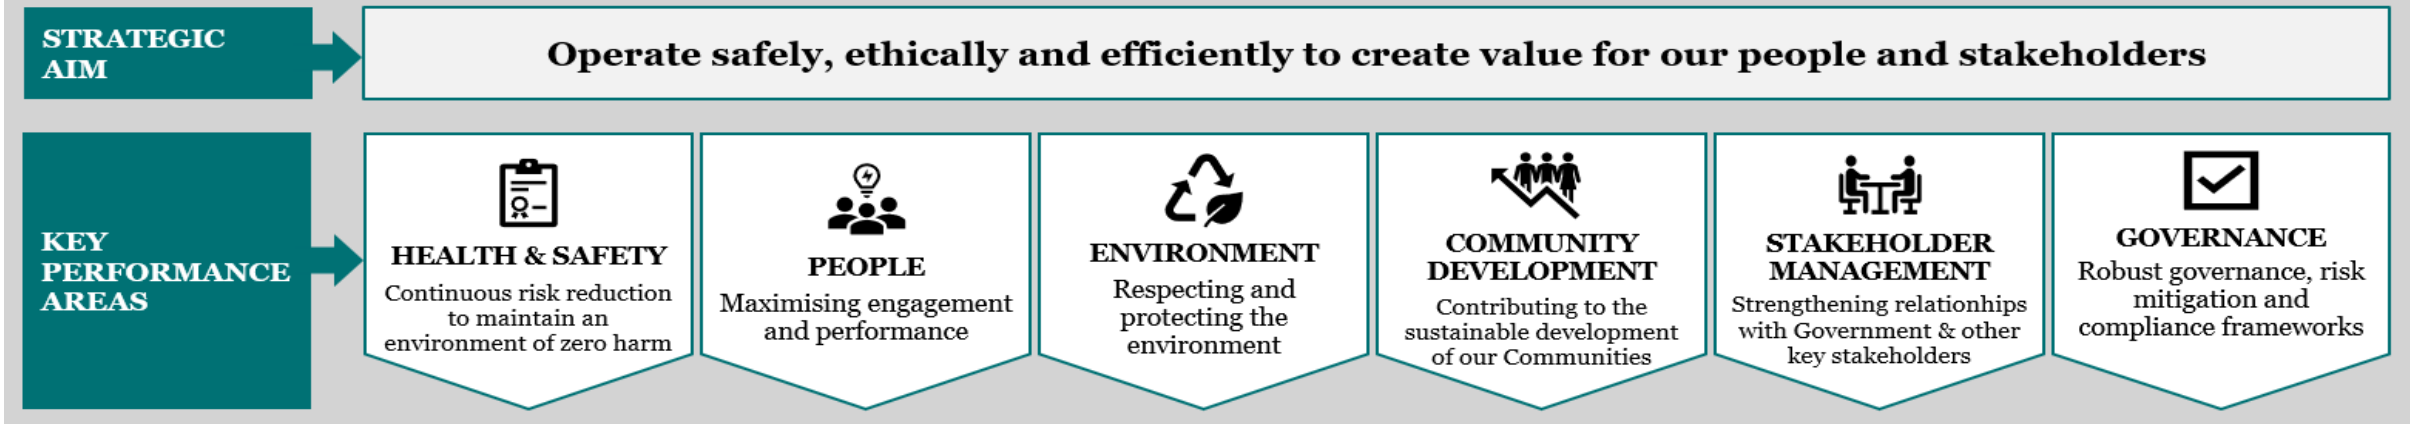 STRATEGIC
AIM
Operate safely, ethically and efficiently to create value for our people and stakeholders
KEY
PERFORMANCE
AREAS
HEALTH & SAFETY
Continuous risk reduction
to maintain an
environment of zero harm
PEOPLE
Maximising engagement
and performance
ENVIRONMENT
Respecting and
protecting the
environment
COMMUNITY
DEVELOPMENT
Contributing to the
sustainable development
of our Communities
STAKEHOLDER
MANAGEMENT
Strengthening relationhips
with Government & other
key stakeholders
GOVERNANCE
Robust governance, risk
mitigation and
compliance frameworks